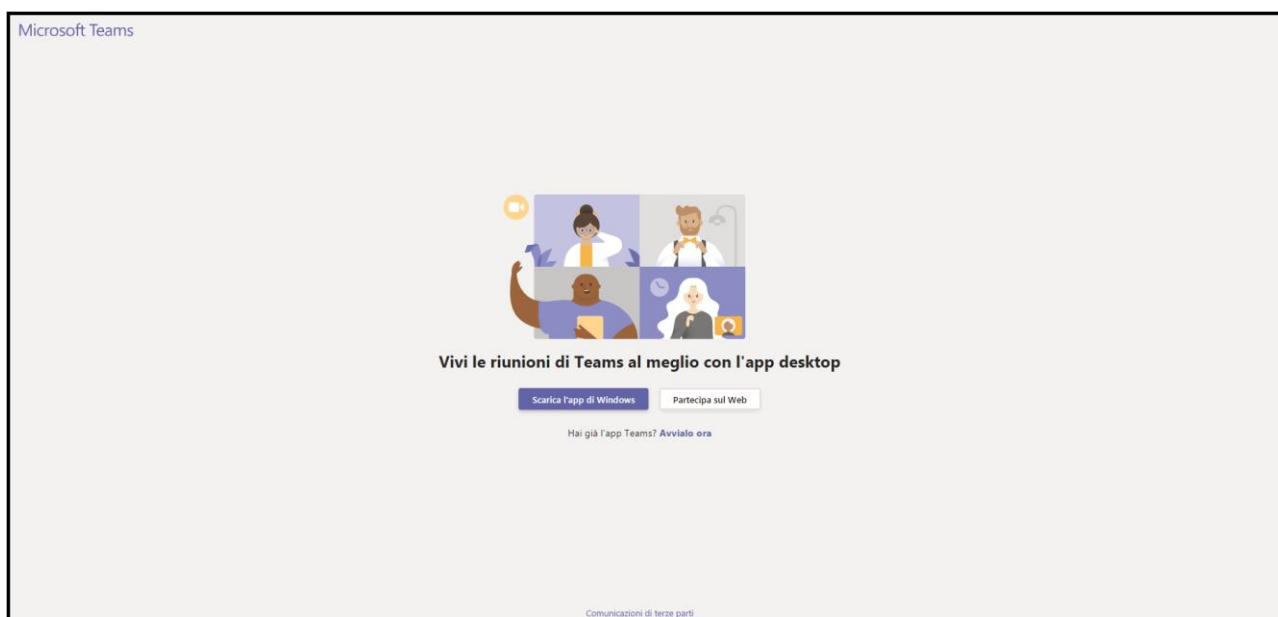 Microsoft Teams
Vivi le riunioni di Teams al meglio con l'app desktop
Scarica l'app di Windows
Partecipa sul Web
Hai già l'app Teams? Avvialo ora
Comunicazioni di terze parti